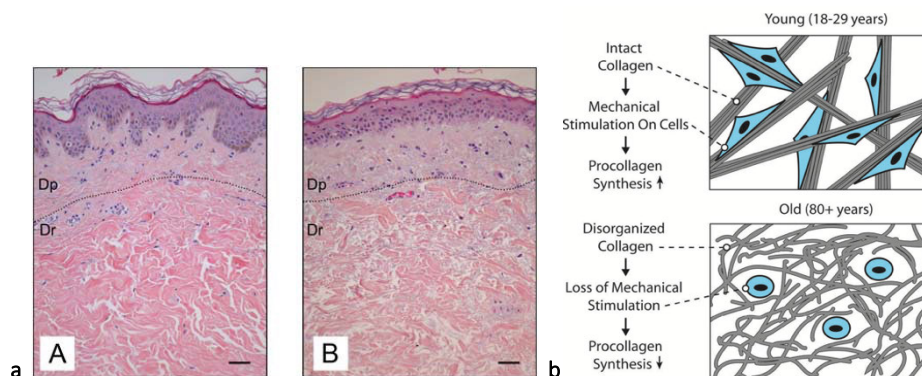 Dp
Dr
A
a
Dp
Dr
B
b
Young (18-29 years)
Intact
Collagen
Mechanical
Stimulation On Cells
Procollagen
Synthesis
Old (80+ years)
Disorganized
Collagen
Loss of Mechanical
Stimulation
Procollagen
Synthesis